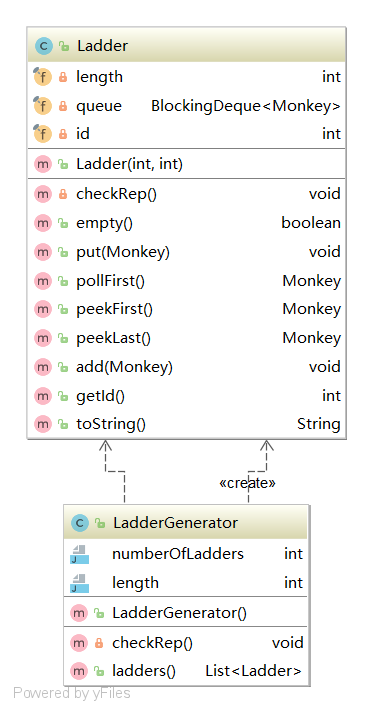 Ladder
length int
queue BlockingDeque<Monkey>
id int
Ladder(int, int)
checkRep() void
empty() boolean
put(Monkey) void
pollFirst() Monkey
peekFirst() Monkey
peekLast() Monkey
add(Monkey) void
getId() int
toString() String
«create»
LadderGenerator
numberOfLadders int
length int
LadderGenerator()
checkRep() void
ladders() List<Ladder>
Powered by yFiles